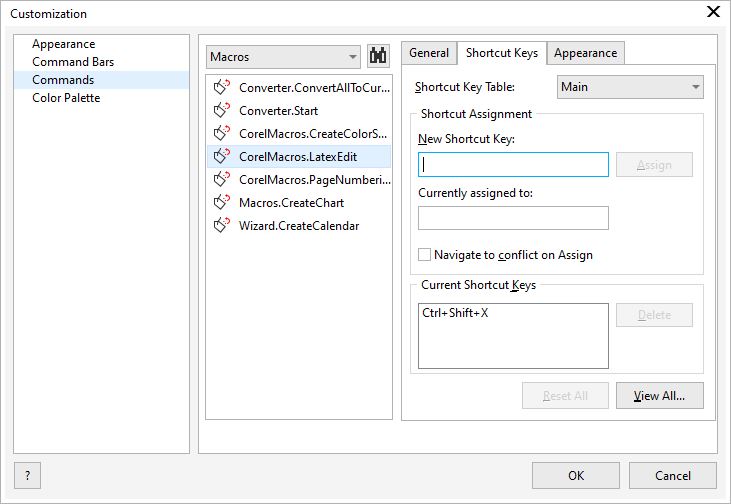 Customization
Appearance
Command Bars
Commands
Color Palette
Macros
Converter.ConvertAllToCur...
Converter.Start
CorelMacros.CreateColorS...
CorelMacros.LatexEdit
CorelMacros.PageNumberi...
Macros.CreateChart
Wizard.CreateCalendar
General
Shortcut Keys
Appearance
Shortcut Key Table:
Main
Shortcut Assignment
New Shortcut Key:
Assign
Currently assigned to:
Navigate to conflict on Assign
Current Shortcut Keys
Ctrl+Shift+X
Delete
Reset All
View All...
?
OK
Cancel